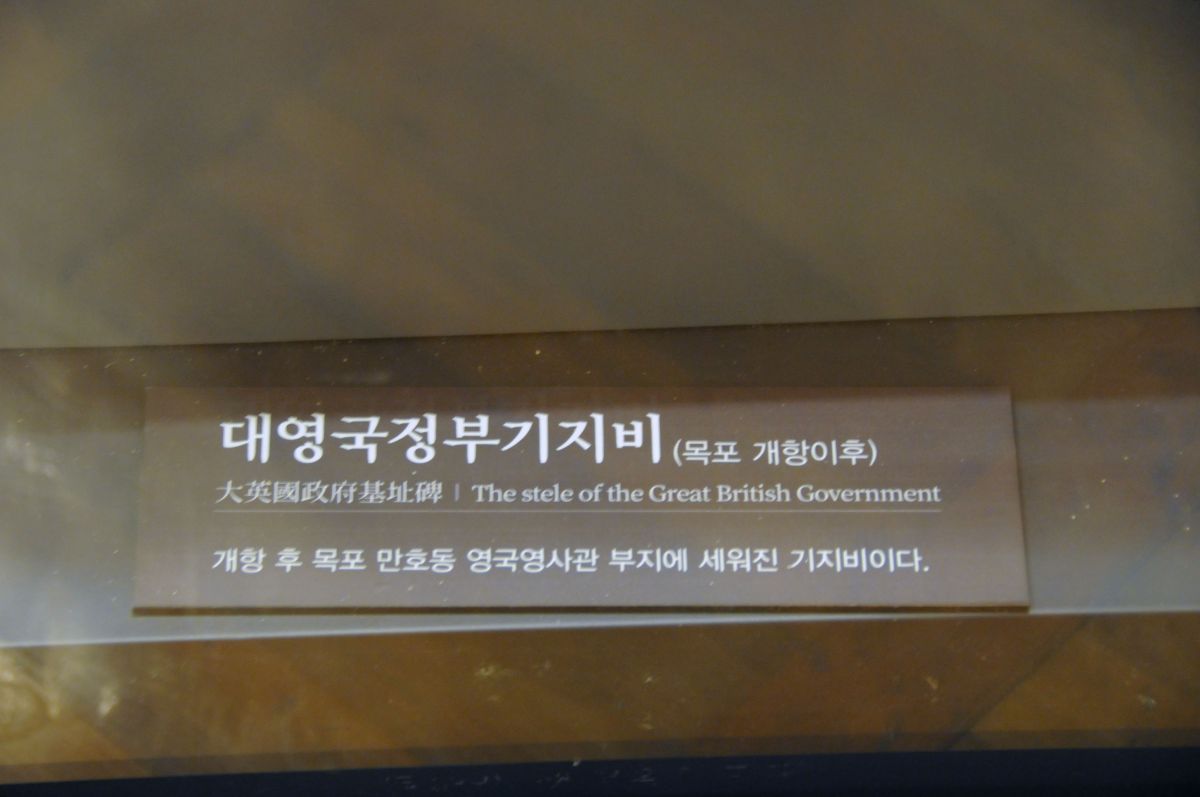 대영국정부기지비 (목포 개항이후)
大英國政府基址碑 | The stele of the Great British Government
개항 후 목포 만호동 영국영사관 부지에 세워진 기지비이다.